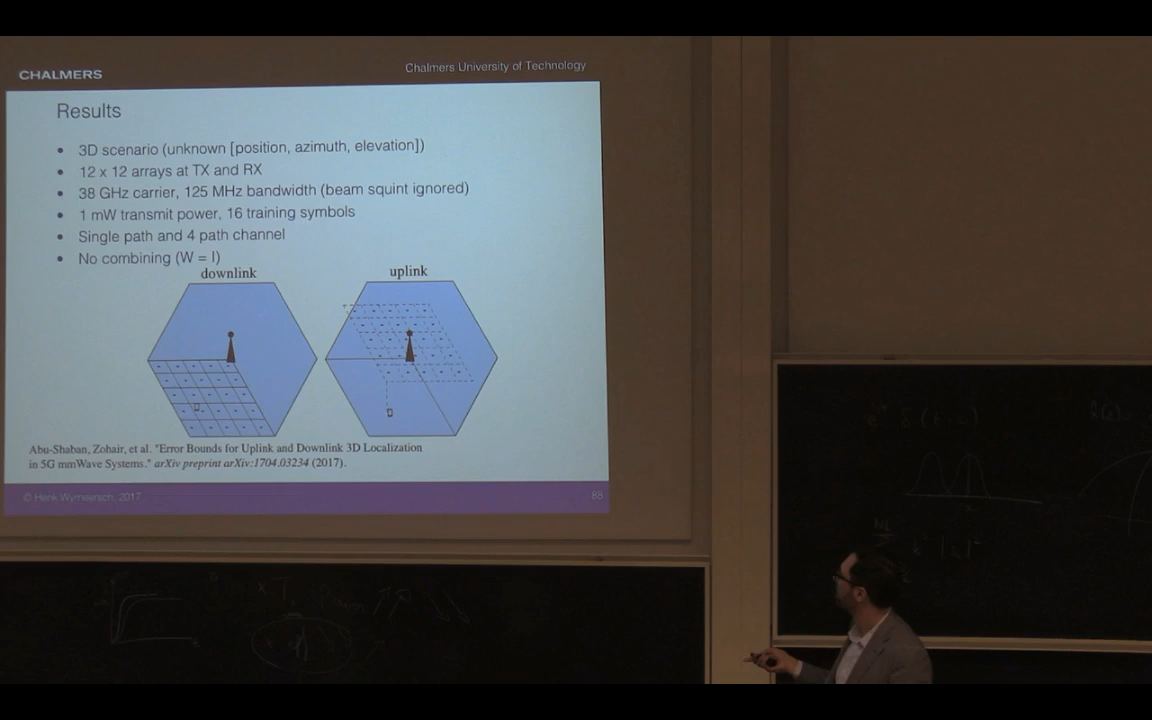 CHALMERS
Chalmers University of Technology
Results
• 3D scenario (unknown [position, azimuth, elevation])
• 12 x 12 arrays at TX and RX
• 38 GHz carrier, 125 MHz bandwidth (beam squint ignored)
• 1 mW transmit power, 16 training symbols
• Single path and 4 path channel
• No combining (W = I)
downlink
uplink
Abu-Shaban, Zohair, et al. "Error Bounds for Uplink and Downlink 3D Localization
in 5G mmWave Systems." arXiv preprint arXiv:1704.03234 (2017).
© Henk Wymeersch, 2017
88